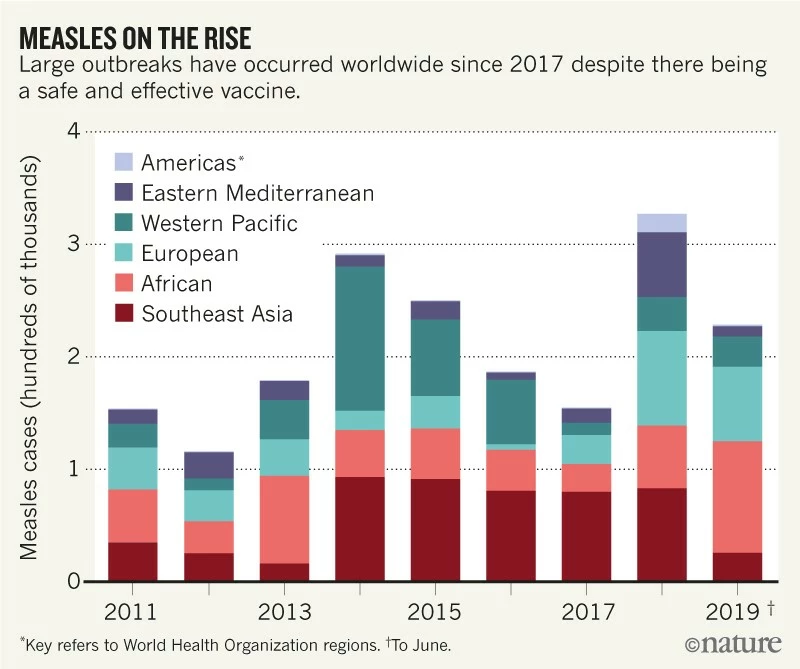 MEASLES ON THE RISE
Large outbreaks have occurred worldwide since 2017 despite there being
a safe and effective vaccine.
Measles cases (hundreds of thousands)
4
3
2
1
0
Americas*
Eastern Mediterranean
Western Pacific
European
African
Southeast Asia
2011
2013
2015
2017
2019 †
*Key refers to World Health Organization regions. †To June.
©nature